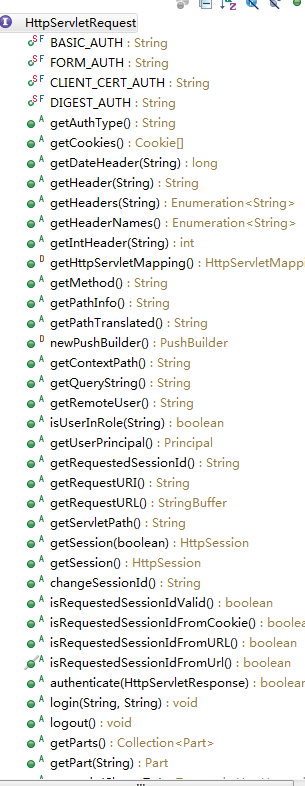 HttpServletRequest
S F BASIC_AUTH : String
S F FORM_AUTH : String
S F CLIENT_CERT_AUTH : String
S F DIGEST_AUTH : String
A getAuthType() : String
A getCookies() : Cookie[]
A getDateHeader(String) : long
A getHeader(String) : String
A getHeaders(String) : Enumeration<String>
A getHeaderNames() : Enumeration<String>
A getIntHeader(String) : int
D getHttpServletMapping() : HttpServletMappi
A getMethod() : String
A getPathInfo() : String
A getPathTranslated() : String
D newPushBuilder() : PushBuilder
A getContextPath() : String
A getQueryString() : String
A getRemoteUser() : String
A isUserInRole(String) : boolean
A getUserPrincipal() : Principal
A getRequestedSessionId() : String
A getRequestURI() : String
A getRequestURL() : StringBuffer
A getServletPath() : String
A getSession(boolean) : HttpSession
A getSession() : HttpSession
A changeSessionId() : String
A isRequestedSessionIdValid() : boolean
A isRequestedSessionIdFromCookie() : boolean
A isRequestedSessionIdFromURL() : boolean
A isRequestedSessionIdFromUrl() : boolean
A authenticate(HttpServletResponse) : boolean
A login(String, String) : void
A logout() : void
A getParts() : Collection<Part>
A getPart(String) : Part